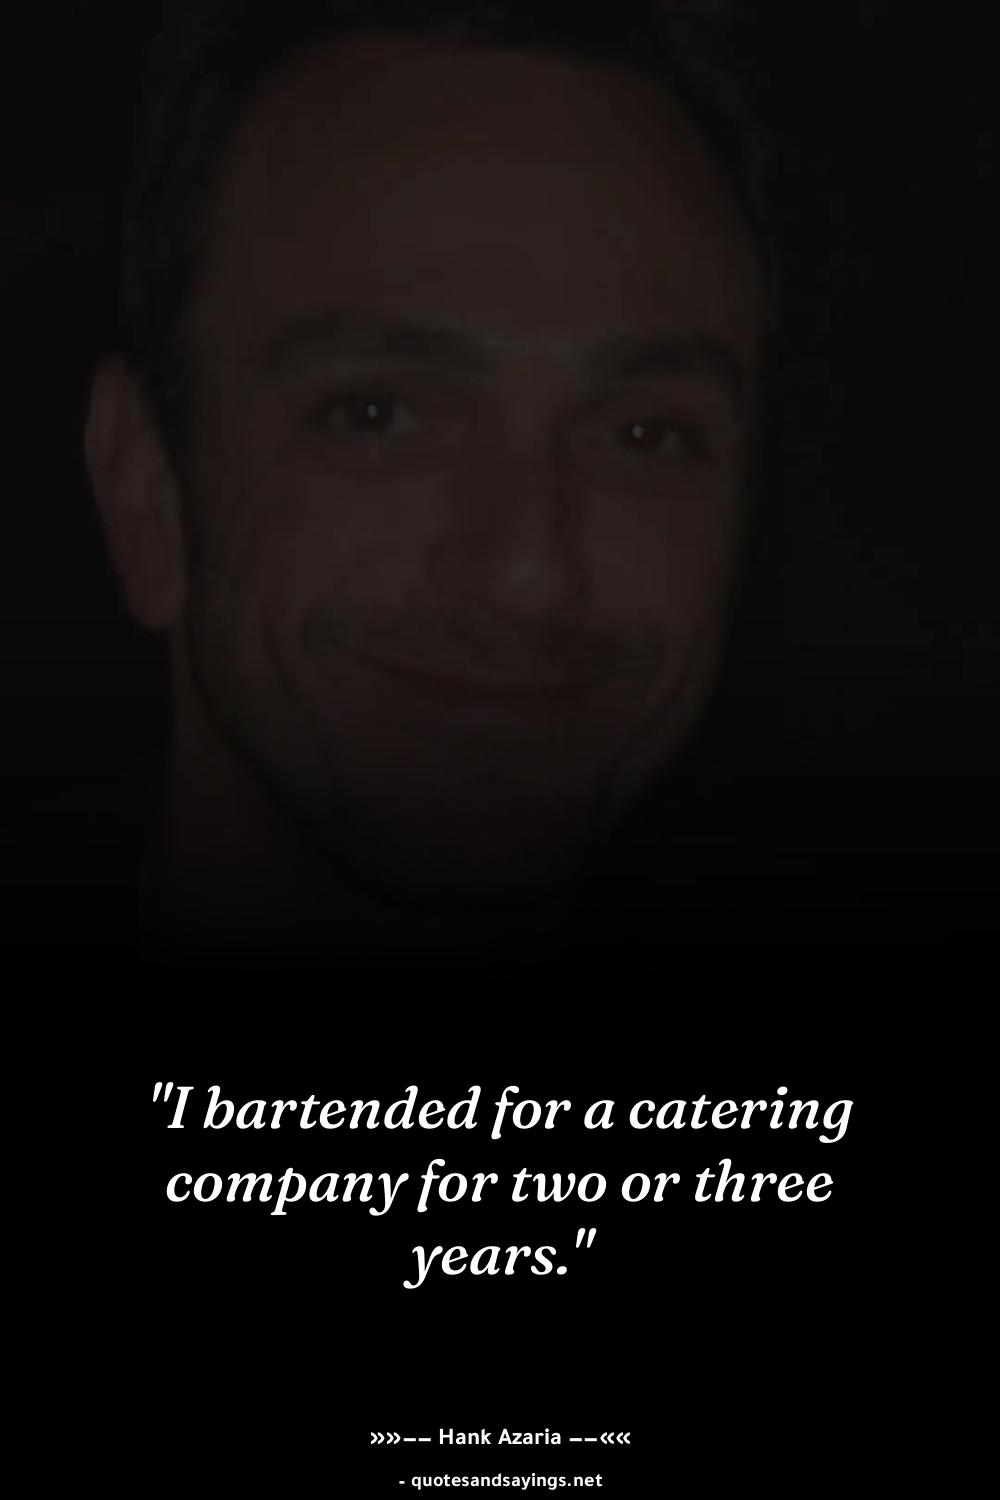 "I bartended for a catering
company for two or three
years."
»»–– Hank Azaria ––««
- quotesandsayings.net